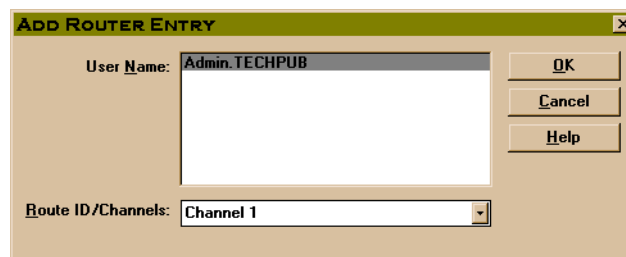 ADD ROUTER ENTRY
User Name: Admin.TECHPUB
OK
Cancel
Help
Route ID/Channels: Channel 1